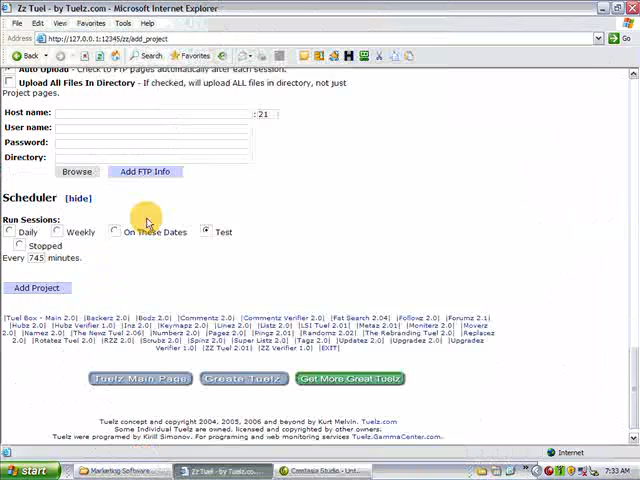 Zz Tuel - by Tuelz.com - Microsoft Internet Explorer
File Edit View Favorites Tools Help
Address http://127.0.0.1:12345/zz/add_project Go Links
Back Search Favorites
Auto Upload - Check to FTP pages automatically after each session.
Upload All Files In Directory - If checked, will upload ALL files in directory, not just
Project pages.
Host name: :21
User name:
Password:
Directory:
Browse Add FTP Info
Scheduler [hide]
Run Sessions:
Daily Weekly On These Dates Test
Stopped
Every 745 minutes.
Add Project
|Tuel Box - Main 2.0| |Backerz 2.0| |Bodz 2.0| |Commentz 2.0| |Commentz Verifier 2.0| |Fat Search 2.04| |Followz 2.0| |Forumz 2.1|
|Hubz 2.0| |Hubz Verifier 1.0| |Inz 2.0| |Keymapz 2.0| |Linez 2.0| |Listz 2.0| |LSI Tuel 2.01| |Metaz 2.01| |Moniterz 2.0| |Moverz
2.0| |Namez 2.0| |The Newz Tuel 2.06| |Numberz 2.0| |Pagez 2.0| |Ringz 2.01| |Randomz 2.02| |The Rebranding Tuel 2.0| |Replacez
2.0| |Rotatez Tuel 2.0| |RZZ 2.0| |Scrubz 2.0| |Spinz 2.0| |Super Listz 2.0| |Tagz 2.0| |Updatez 2.0| |Upgradez 2.0| |Upgradez
Verifier 1.0| |ZZ Tuel 2.01| |ZZ Verifier 1.0| |EXIT|
Tuelz Main Page Create Tuelz Get More Great Tuelz
Tuelz concept and copyright 2004, 2005, 2006 and beyond by Kurt Melvin. Tuelz.com
Some Individual Tuelz are owned, licensed and copyrighted by other owners.
Tuelz were programed by Kirill Simonov. For programing and web monitoring services Tuelz.GammaCenter.com.
Internet
start Marketing Software... Zz Tuel - by Tuelz.co... Camtasia Studio - Unt... 7:33 AM